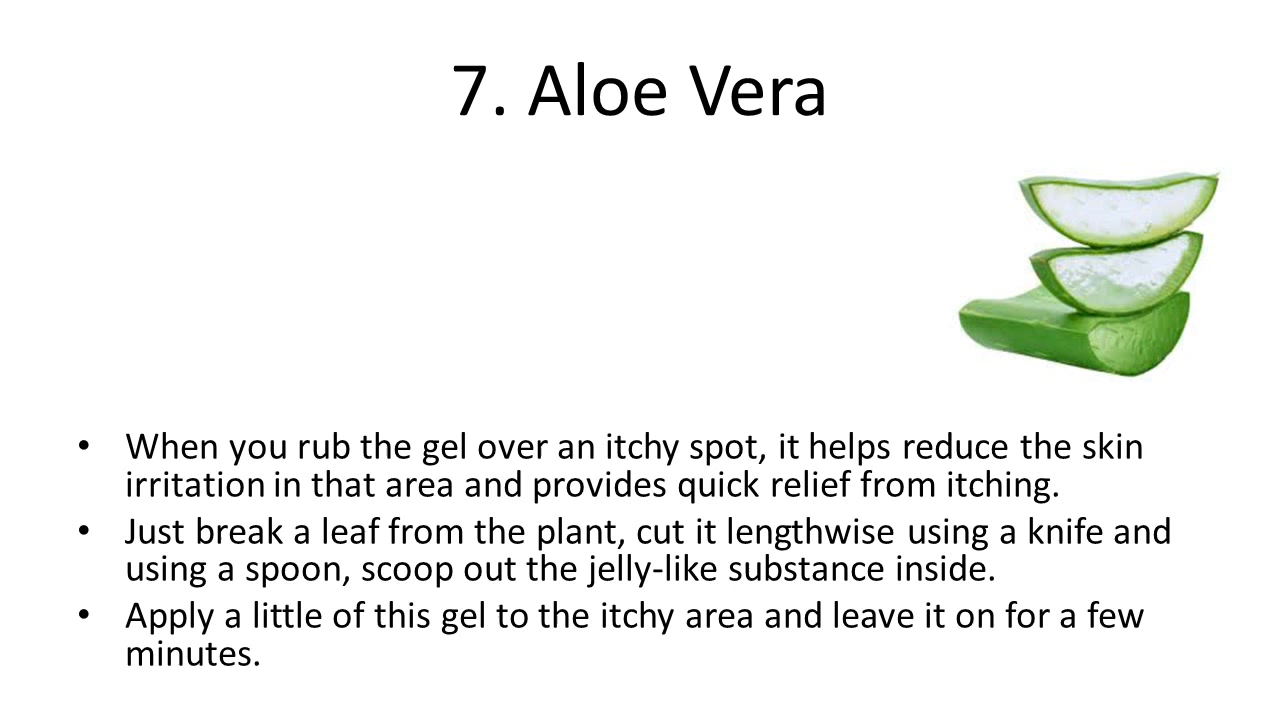 7. Aloe Vera
• When you rub the gel over an itchy spot, it helps reduce the skin
irritation in that area and provides quick relief from itching.
• Just break a leaf from the plant, cut it lengthwise using a knife and
using a spoon, scoop out the jelly-like substance inside.
• Apply a little of this gel to the itchy area and leave it on for a few
minutes.